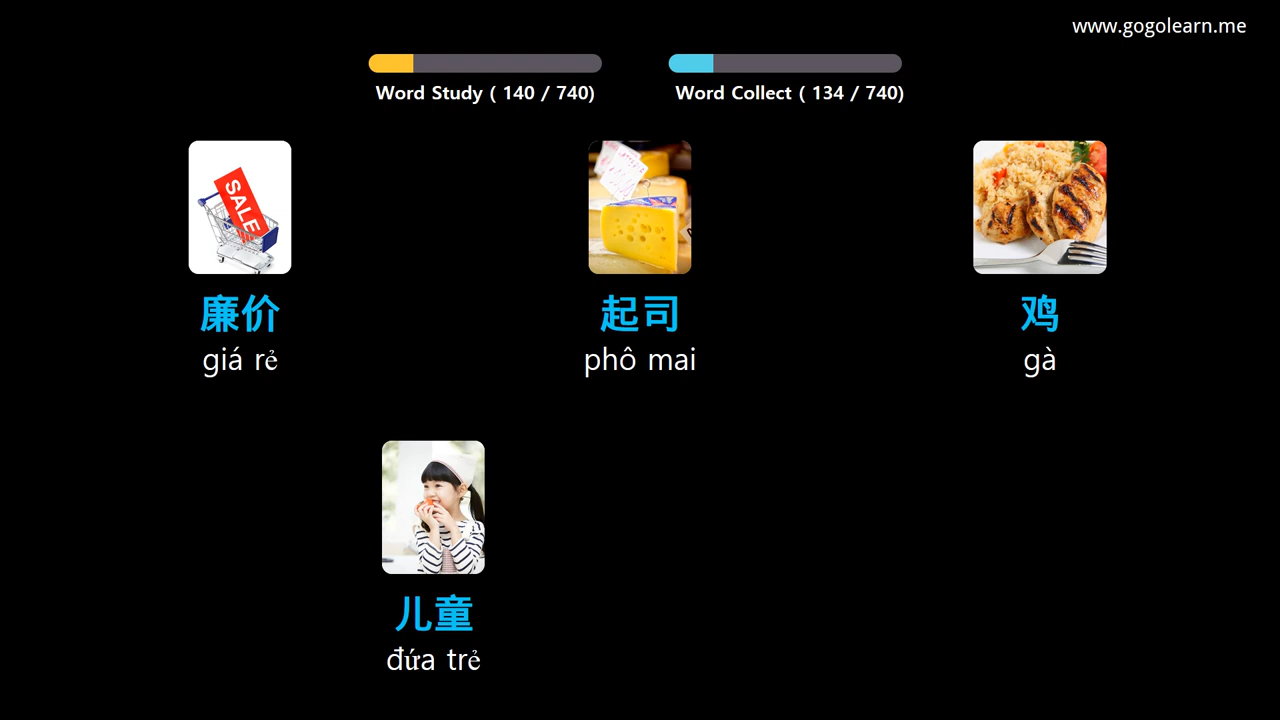 www.gogolearn.me
Word Study ( 140 / 740)
Word Collect ( 134 / 740)
SALE
廉价
giá rẻ
起司
phô mai
鸡
gà
儿童
đứa trẻ